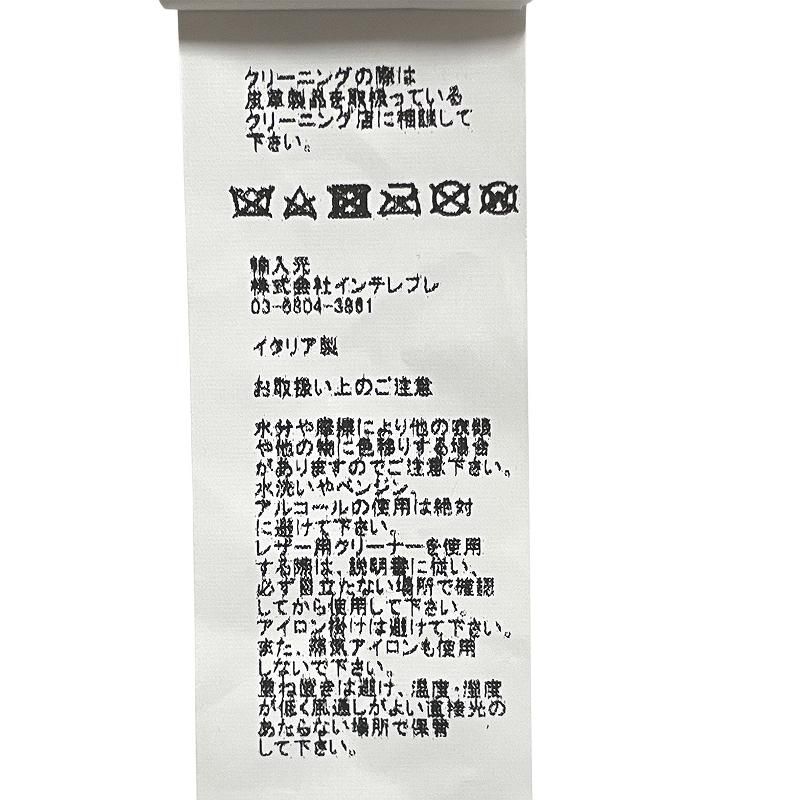 クリーニングの際は
皮革製品を取扱っている
クリーニング店に相談して
下さい。
輸入元
株式会社インテレプレ
03-6804-3861
イタリア製
お取扱い上のご注意
水分や摩擦により他の衣類
や他の物に色移りする場合
がありますのでご注意下さい。
水洗いやベンジン、
アルコールの使用は絶対
に避けて下さい。
レザー用クリーナーを使用
する際は、説明書に従い、
必ず目立たない場所で確認
してから使用して下さい。
アイロン掛けは避けて下さい。
また、蒸気アイロンも使用
しないで下さい。
重ね置きは避け、温度・湿度
が低く風通しがよい直接光の
あたらない場所で保管
して下さい。